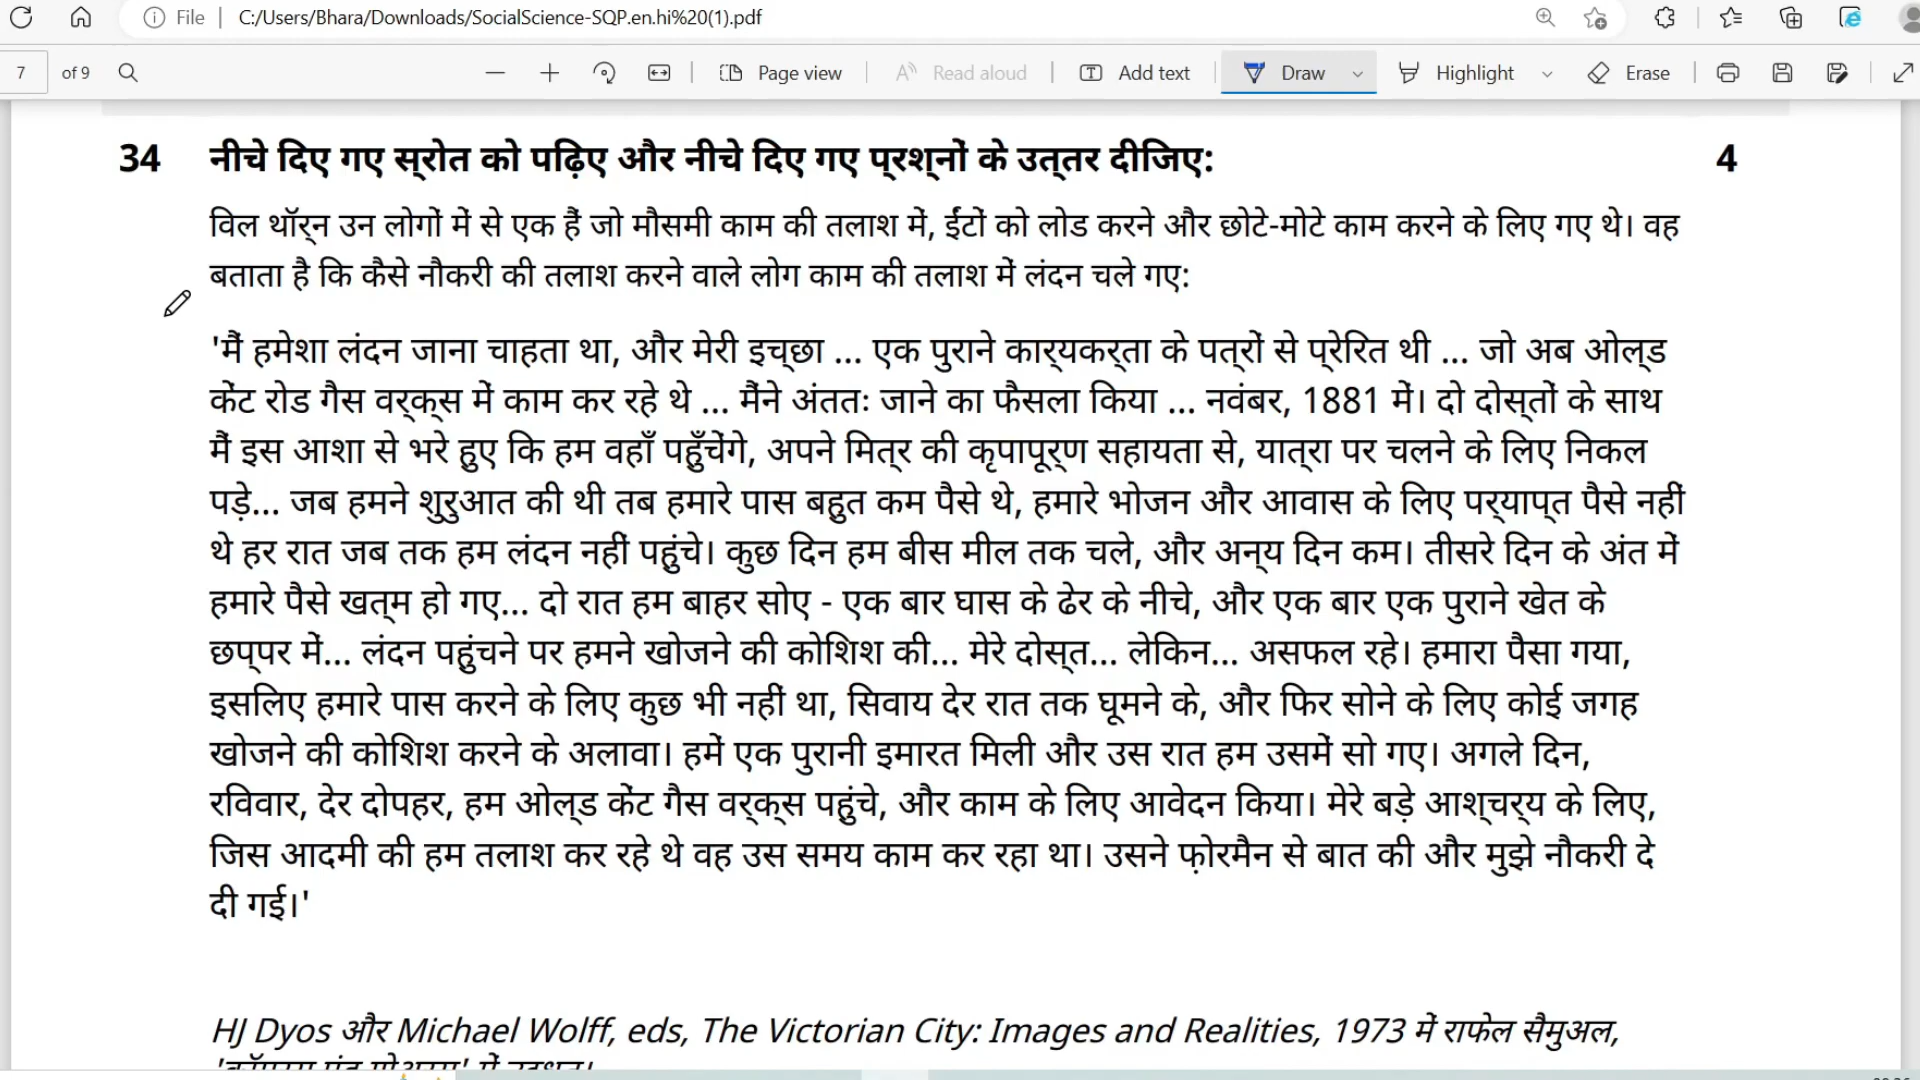 File C:/Users/Bhara/Downloads/SocialScience-SQP.en.hi%20(1).pdf
7 of 9 Page view Read aloud Add text Draw Highlight Erase
34 नीचे दिए गए स्रोत को पढ़िए और नीचे दिए गए प्रश्नों के उत्तर दीजिए: 4
विल थॉर्न उन लोगों में से एक हैं जो मौसमी काम की तलाश में, ईंटों को लोड करने और छोटे-मोटे काम करने के लिए गए थे। वह
बताता है कि कैसे नौकरी की तलाश करने वाले लोग काम की तलाश में लंदन चले गए:
'मैं हमेशा लंदन जाना चाहता था, और मेरी इच्छा ... एक पुराने कार्यकर्ता के पत्रों से प्रेरित थी ... जो अब ओल्ड
केंट रोड गैस वर्क्स में काम कर रहे थे ... मैंने अंततः जाने का फैसला किया ... नवंबर, 1881 में। दो दोस्तों के साथ
मैं इस आशा से भरे हुए कि हम वहाँ पहुँचेंगे, अपने मित्र की कृपापूर्ण सहायता से, यात्रा पर चलने के लिए निकल
पड़े... जब हमने शुरुआत की थी तब हमारे पास बहुत कम पैसे थे, हमारे भोजन और आवास के लिए पर्याप्त पैसे नहीं
थे हर रात जब तक हम लंदन नहीं पहुंचे। कुछ दिन हम बीस मील तक चले, और अन्य दिन कम। तीसरे दिन के अंत में
हमारे पैसे खत्म हो गए... दो रात हम बाहर सोए - एक बार घास के ढेर के नीचे, और एक बार एक पुराने खेत के
छप्पर में... लंदन पहुंचने पर हमने खोजने की कोशिश की... मेरे दोस्त... लेकिन... असफल रहे। हमारा पैसा गया,
इसलिए हमारे पास करने के लिए कुछ भी नहीं था, सिवाय देर रात तक घूमने के, और फिर सोने के लिए कोई जगह
खोजने की कोशिश करने के अलावा। हमें एक पुरानी इमारत मिली और उस रात हम उसमें सो गए। अगले दिन,
रविवार, देर दोपहर, हम ओल्ड केंट गैस वर्क्स पहुंचे, और काम के लिए आवेदन किया। मेरे बड़े आश्चर्य के लिए,
जिस आदमी की हम तलाश कर रहे थे वह उस समय काम कर रहा था। उसने फ़ोरमैन से बात की और मुझे नौकरी दे
दी गई।'
HJ Dyos और Michael Wolff, eds, The Victorian City: Images and Realities, 1973 में राफेल सैमुअल,